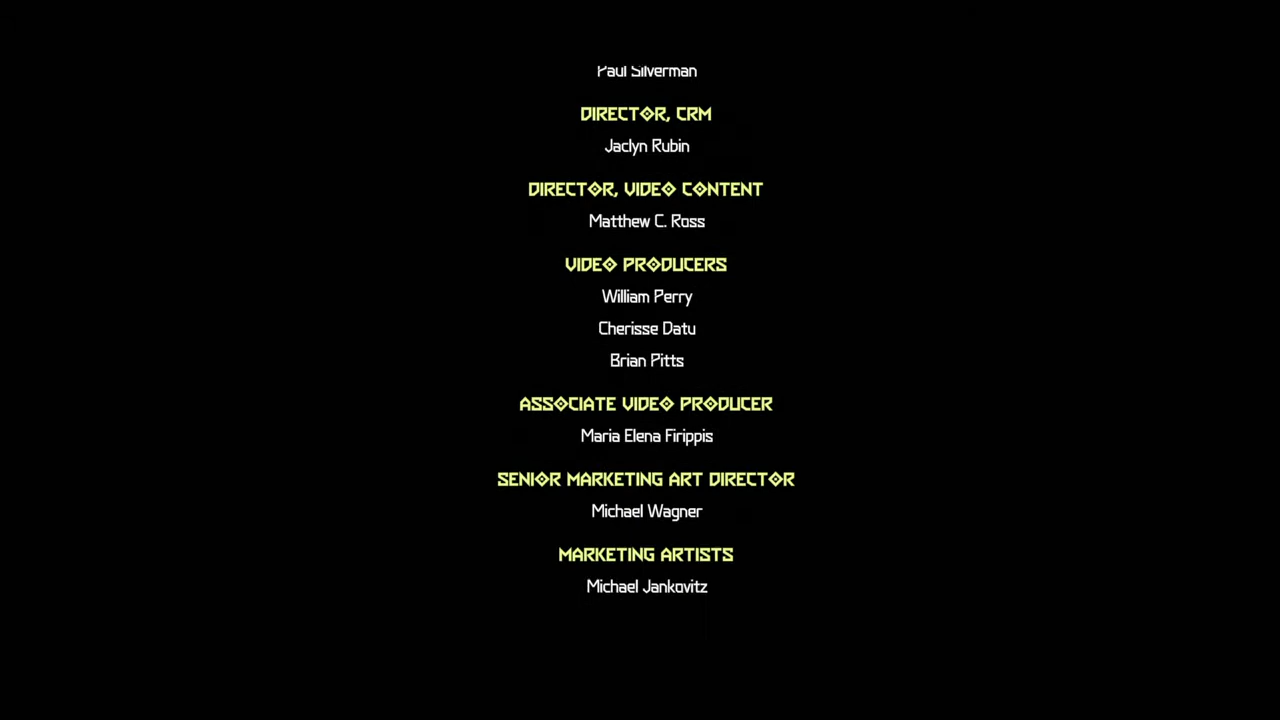 Paul Silverman
DIRECTOR, CRM
Jaclyn Rubin
DIRECTOR, VIDEO CONTENT
Matthew C. Ross
VIDEO PRODUCERS
William Perry
Cherisse Datu
Brian Pitts
ASSOCIATE VIDEO PRODUCER
Maria Elena Firippis
SENIOR MARKETING ART DIRECTOR
Michael Wagner
MARKETING ARTISTS
Michael Jankovitz